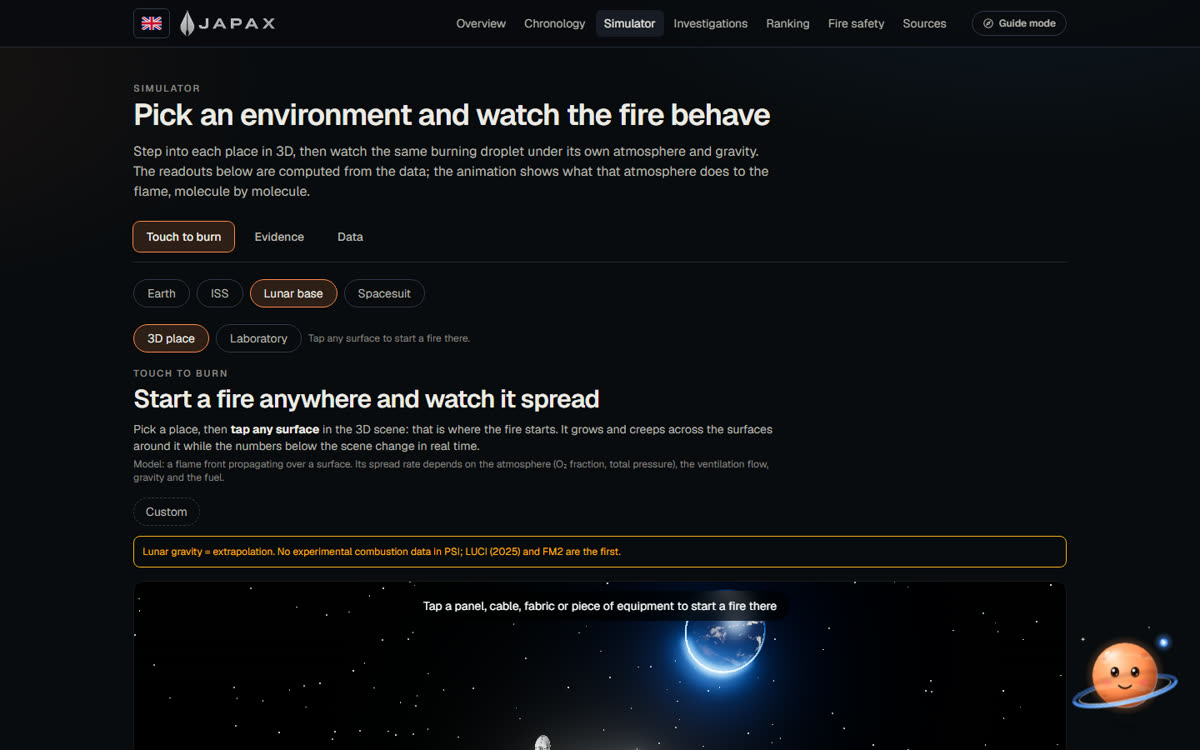 JAPAX
Overview
Chronology
Simulator
Investigations
Ranking
Fire safety
Sources
Guide mode
SIMULATOR
Pick an environment and watch the fire behave
Step into each place in 3D, then watch the same burning droplet under its own atmosphere and gravity.
The readouts below are computed from the data; the animation shows what that atmosphere does to the
flame, molecule by molecule.
Touch to burn
Evidence
Data
Earth
ISS
Lunar base
Spacesuit
3D place
Laboratory
Tap any surface to start a fire there.
TOUCH TO BURN
Start a fire anywhere and watch it spread
Pick a place, then tap any surface in the 3D scene: that is where the fire starts. It grows and creeps across the surfaces
around it while the numbers below the scene change in real time.
Model: a flame front propagating over a surface. Its spread rate depends on the atmosphere (O₂ fraction, total pressure), the ventilation flow,
gravity and the fuel.
Custom
Lunar gravity = extrapolation. No experimental combustion data in PSI; LUCI (2025) and FM2 are the first.
Tap a panel, cable, fabric or piece of equipment to start a fire there